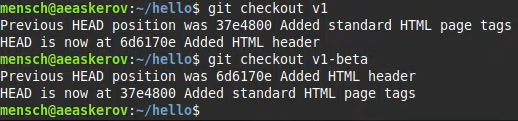 mensch@aeaskerov:~/hello$ git checkout v1
Previous HEAD position was 37e4800 Added standard HTML page tags
HEAD is now at 6d6170e Added HTML header
mensch@aeaskerov:~/hello$ git checkout v1-beta
Previous HEAD position was 6d6170e Added HTML header
HEAD is now at 37e4800 Added standard HTML page tags
mensch@aeaskerov:~/hello$